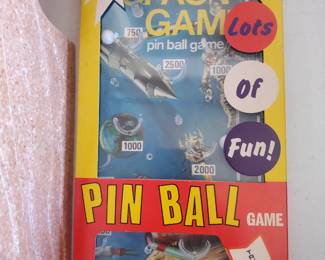 GAM
pin ball game
Lots
Of
Fun!
750
2500
1000
1000
2000
PIN BALL GAME